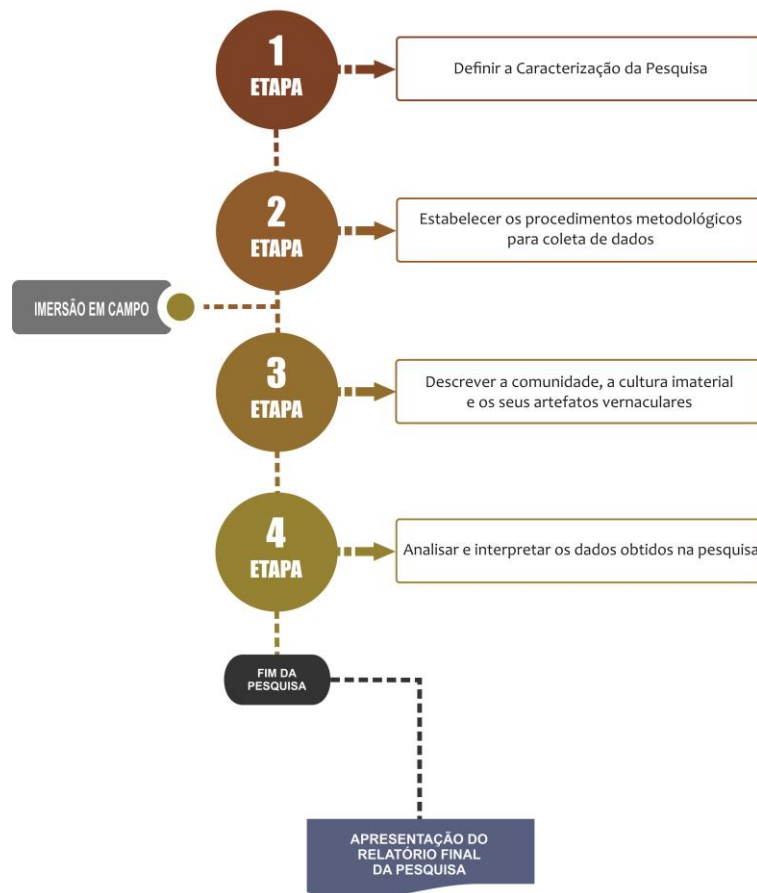 1
ETAPA
Definir a Caracterização da Pesquisa
2
ETAPA
Estabelecer os procedimentos metodológicos
para coleta de dados
IMERSÃO EM CAMPO
3
ETAPA
Descrever a comunidade, a cultura imaterial
e os seus artefatos vernaculares
4
ETAPA
Analisar e interpretar os dados obtidos na pesquisa
FIM DA
PESQUISA
APRESENTAÇÃO DO
RELATÓRIO FINAL
DA PESQUISA